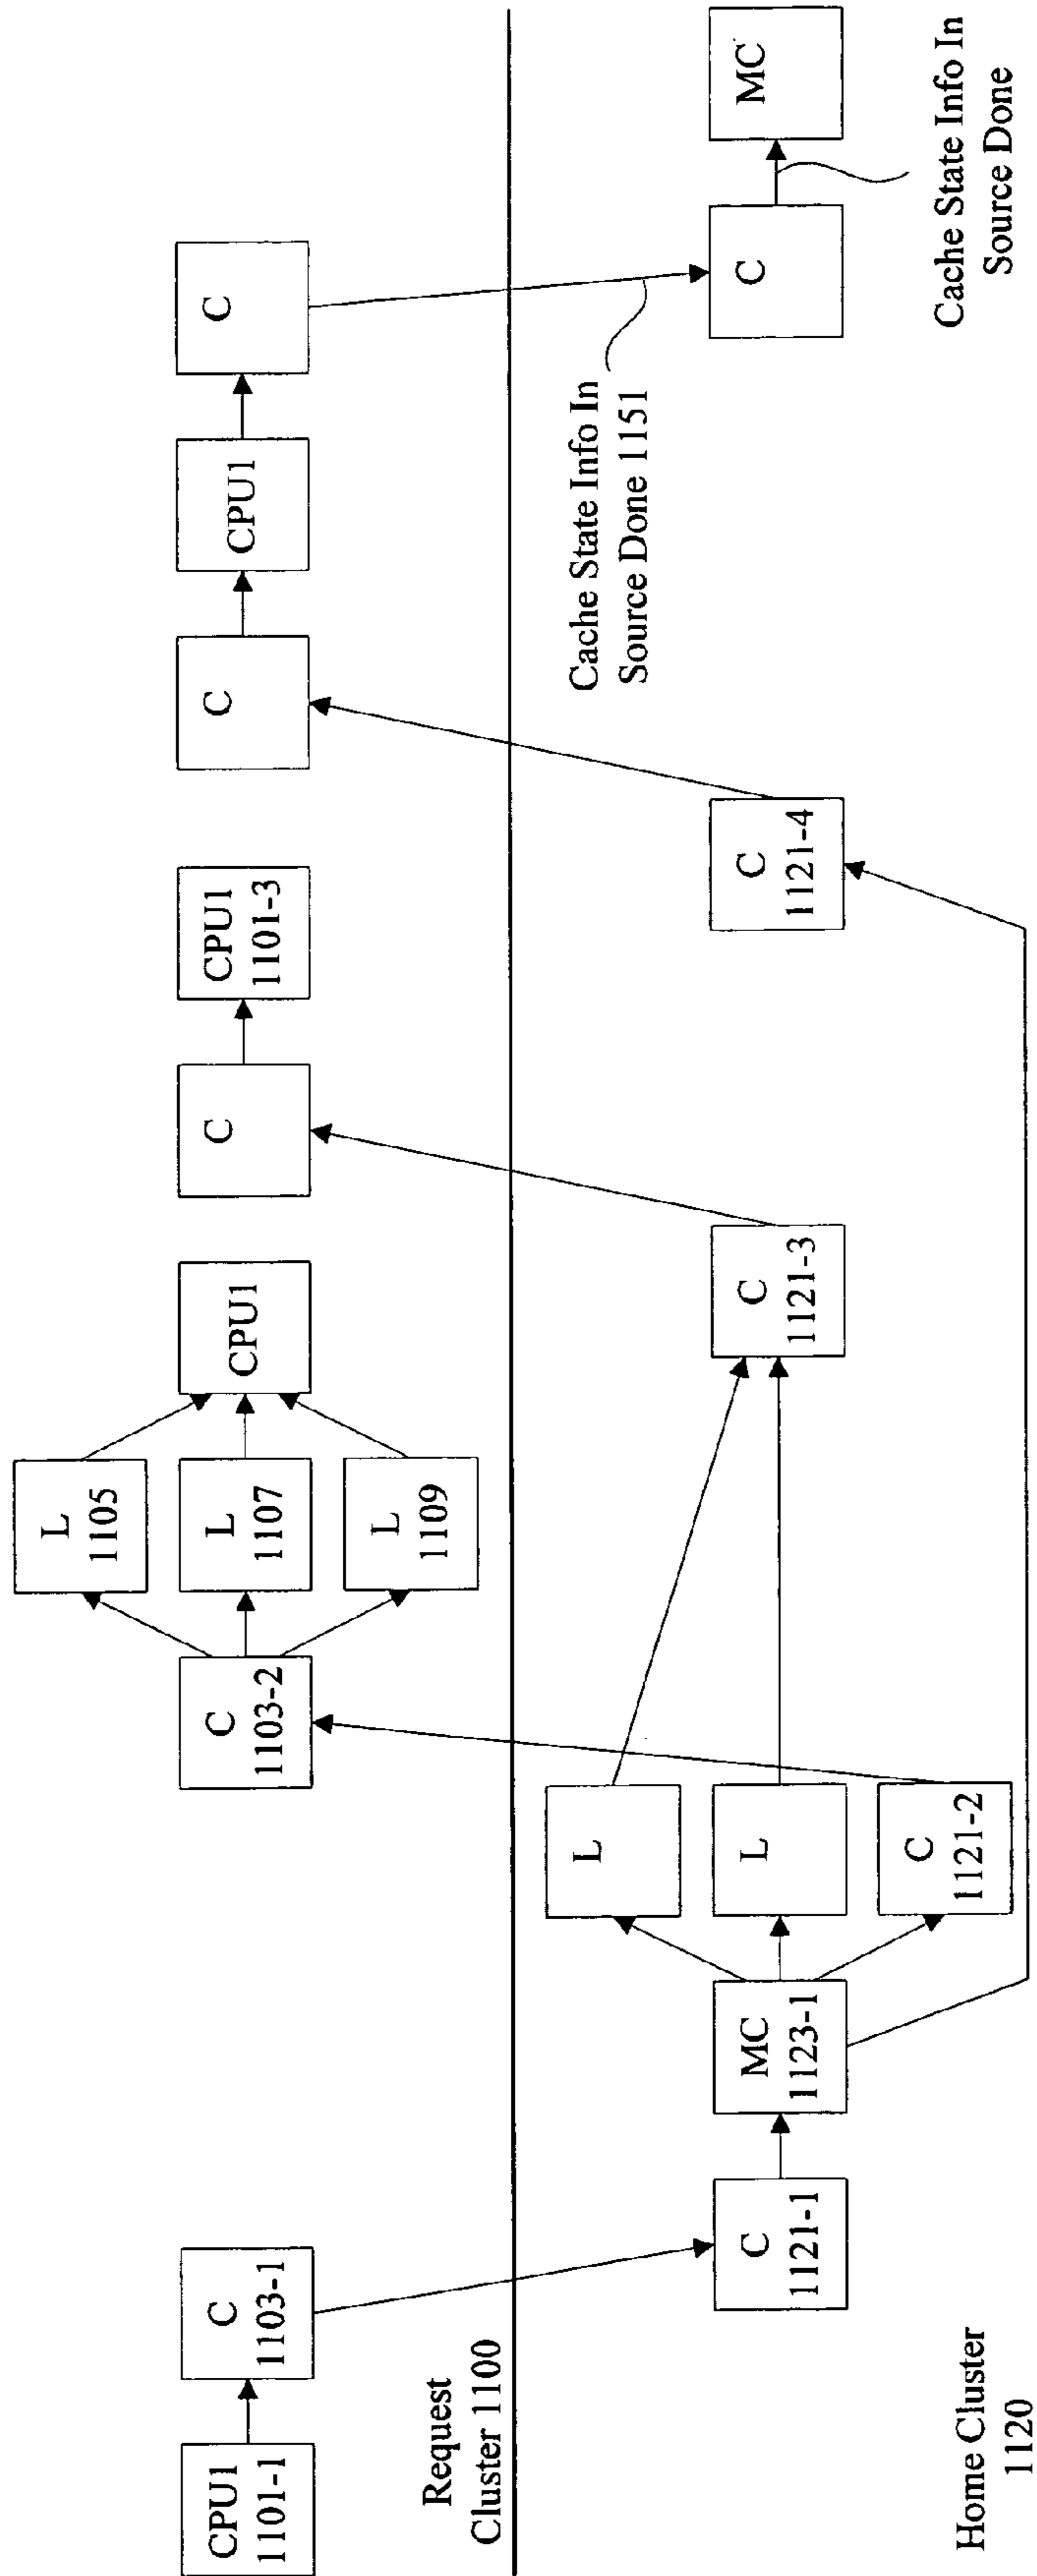 CPU1
1101-1
C
1103-1
Request
Cluster 1100
C
1103-2
L
1105
L
1107
L
1109
CPU1
C
CPU1
1101-3
C
CPU1
C
Cache State Info In
Source Done 1151
Home Cluster
1120
C
1121-1
MC
1123-1
L
L
C
1121-2
C
1121-3
C
1121-4
C
MC
Cache State Info In
Source Done